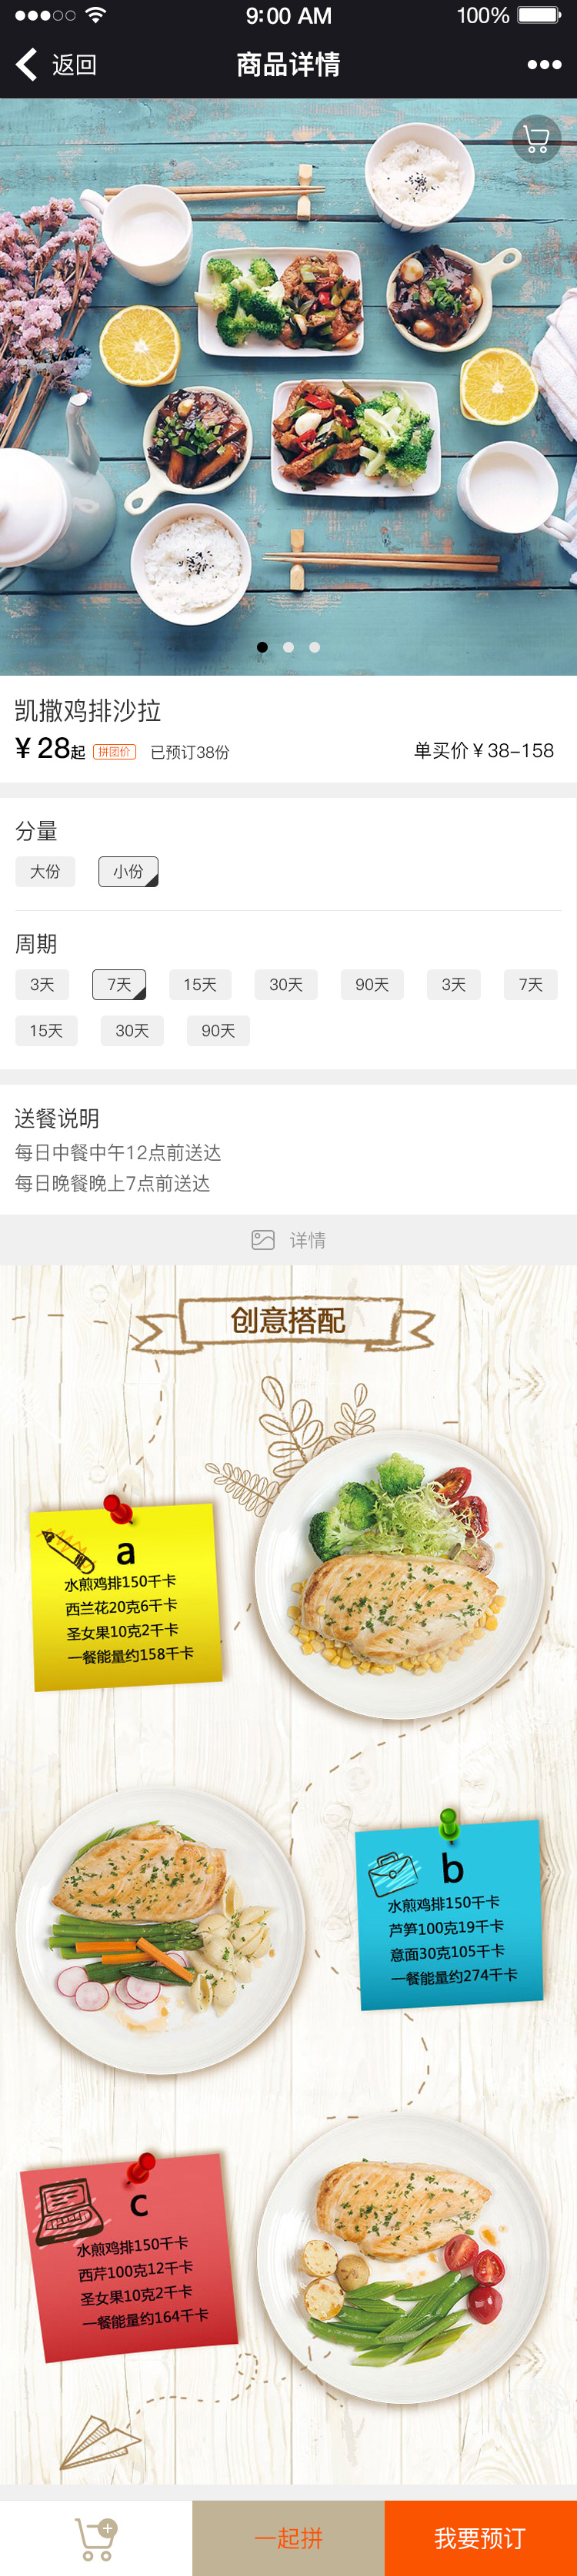 9:00 AM 100%
返回 商品详情
凯撒鸡排沙拉
¥28起 拼团价 已预订38份 单买价¥38-158
分量
大份 小份
周期
3天 7天 15天 30天 90天 3天 7天
15天 30天 90天
送餐说明
每日中餐中午12点前送达
每日晚餐晚上7点前送达
详情
创意搭配
a
水煎鸡排150千卡
西兰花20克6千卡
圣女果10克2千卡
一餐能量约158千卡
b
水煎鸡排150千卡
芦笋100克19千卡
意面30克105千卡
一餐能量约274千卡
c
水煎鸡排150千卡
西芹100克12千卡
圣女果10克2千卡
一餐能量约164千卡
一起拼 我要预订